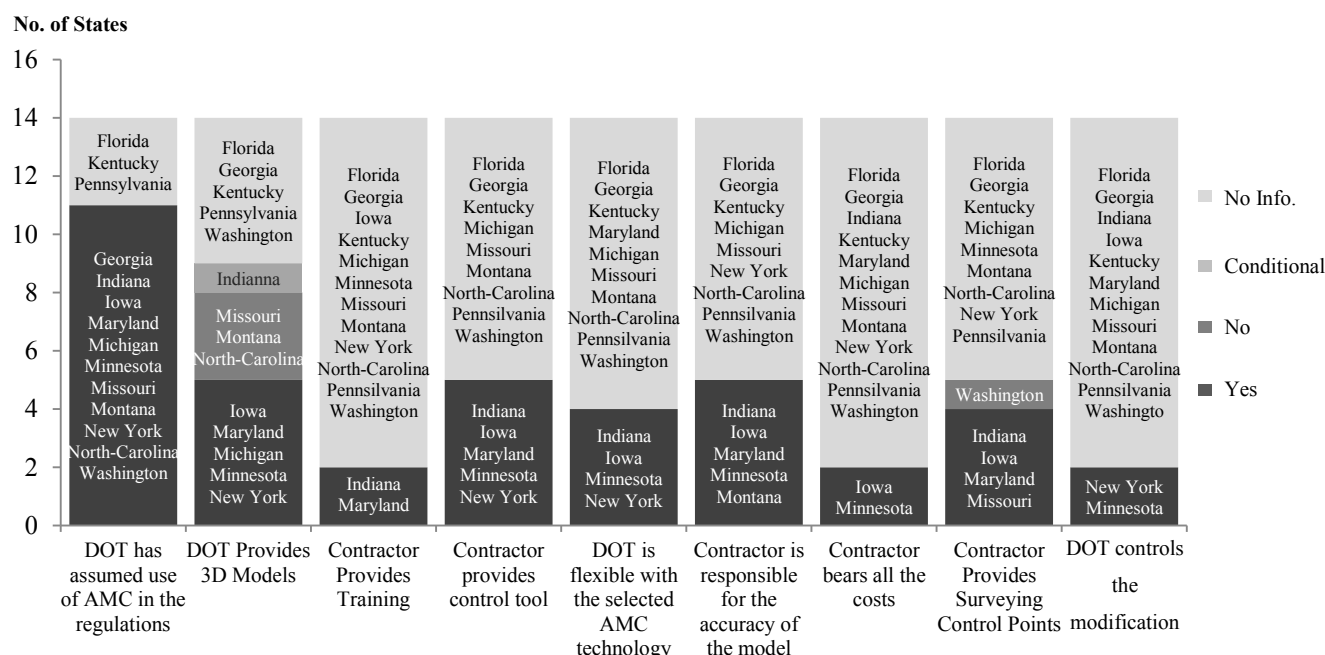 No. of States
16
14
12
10
8
6
4
2
0
Florida
Kentucky
Pennsylvania
Georgia
Indiana
Iowa
Maryland
Michigan
Minnesota
Missouri
Montana
New York
North-Carolina
Washington
DOT has
assumed use
of AMC in the
regulations
Florida
Georgia
Kentucky
Pennsylvania
Washington
Indianna
Missouri
Montana
North-Carolina
Iowa
Maryland
Michigan
Minnesota
New York
DOT Provides
3D Models
Florida
Georgia
Iowa
Kentucky
Michigan
Minnesota
Missouri
Montana
New York
North-Carolina
Pennsilvania
Washington
Indiana
Maryland
Contractor
Provides
Training
Florida
Georgia
Kentucky
Michigan
Missouri
Montana
North-Carolina
Pennsilvania
Washington
Indiana
Iowa
Maryland
Minnesota
New York
Contractor
provides
control tool
Florida
Georgia
Kentucky
Maryland
Michigan
Missouri
Montana
North-Carolina
Pennsilvania
Washington
Indiana
Iowa
Minnesota
New York
DOT is
flexible with
the selected
AMC
technology
Florida
Georgia
Kentucky
Michigan
Missouri
New York
North-Carolina
Pennsilvania
Washington
Indiana
Iowa
Maryland
Minnesota
Montana
Contractor is
responsible
for the
accuracy of
the model
Florida
Georgia
Indiana
Kentucky
Maryland
Michigan
Missouri
Montana
New York
North-Carolina
Pennsilvania
Washington
Iowa
Minnesota
Contractor
bears all the
costs
Florida
Georgia
Kentucky
Michigan
Minnesota
Montana
North-Carolina
New York
Pennsilvania
Washington
Indiana
Iowa
Maryland
Missouri
Contractor
Provides
Surveying
Control Points
Florida
Georgia
Indiana
Iowa
Kentucky
Maryland
Michigan
Missouri
Montana
North-Carolina
Pennsilvania
Washingto
New York
Minnesota
DOT controls
the
modification
No Info.
Conditional
No
Yes